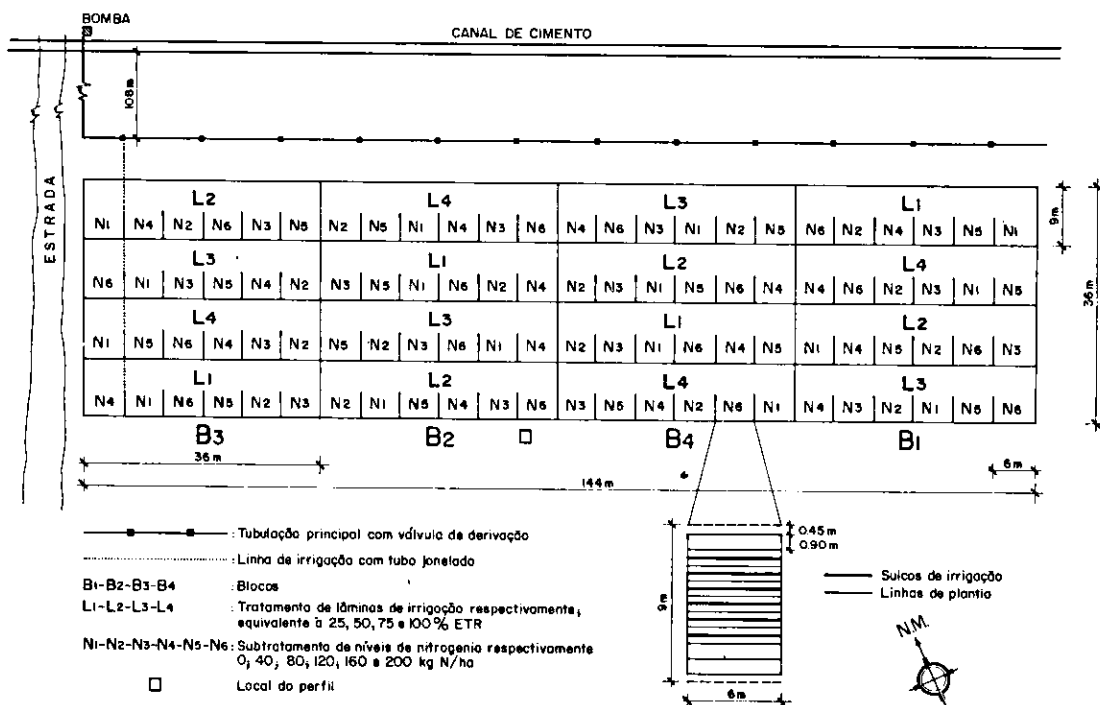 BOMBA
CANAL DE CIMENTO
108m
ESTRADA
L2 L4 L3 L1
N1 N4 N2 N6 N3 N5 N2 N5 N1 N4 N3 N6 N4 N6 N3 N1 N2 N5 N6 N2 N4 N3 N5 N1
9m
L3 L1 L2 L4
N6 N1 N3 N5 N4 N2 N3 N5 N1 N6 N2 N4 N2 N3 N1 N5 N6 N4 N4 N6 N2 N3 N1 N5
36m
L4 L3 L1 L2
N1 N5 N6 N4 N3 N2 N5 N2 N3 N6 N1 N4 N2 N3 N1 N6 N4 N5 N1 N4 N5 N2 N6 N3
L1 L2 L4 L3
N4 N1 N6 N5 N2 N3 N2 N1 N5 N4 N3 N6 N3 N5 N4 N2 N6 N1 N4 N3 N2 N1 N5 N6
B3 B2 B4 B1
36m 6m
144m
0.45m
0.90m
9m
6m
: Tubulação principal com válvula de derivação
: Linha de irrigação com tubo janelado
B1-B2-B3-B4 : Blocos
L1-L2-L3-L4 : Tratamento de lâminas de irrigação respectivamente,
equivalente à 25, 50, 75 e 100% ETR
N1-N2-N3-N4-N5-N6: Subtratamento de níveis de nitrogenio respectivamente
0; 40; 80; 120; 160 e 200 kg N/ha
Local do perfil
Sulcos de irrigação
Linhas de plantio
N.M.